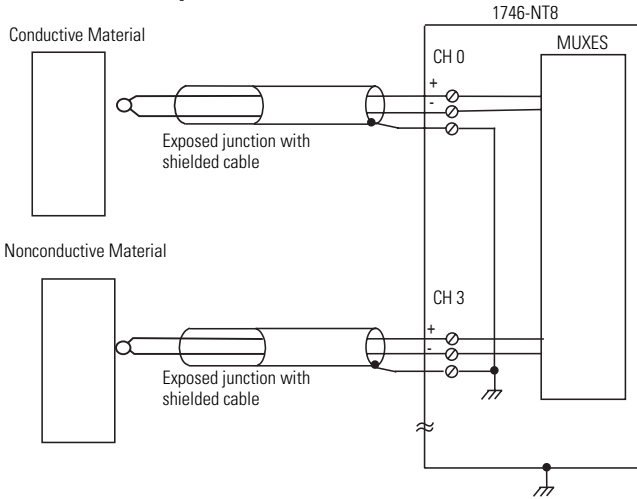 1746-NT8
Conductive Material
MUXES
CH 0
+
-
Exposed junction with
shielded cable
Nonconductive Material
CH 3
+
-
Exposed junction with
shielded cable